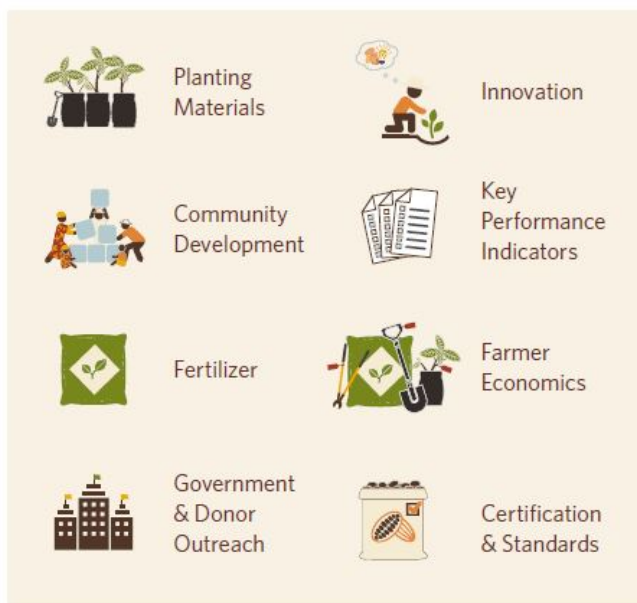 Planting
Materials
Innovation
Community
Development
Key
Performance
Indicators
Fertilizer
Farmer
Economics
Government
& Donor
Outreach
Certification
& Standards